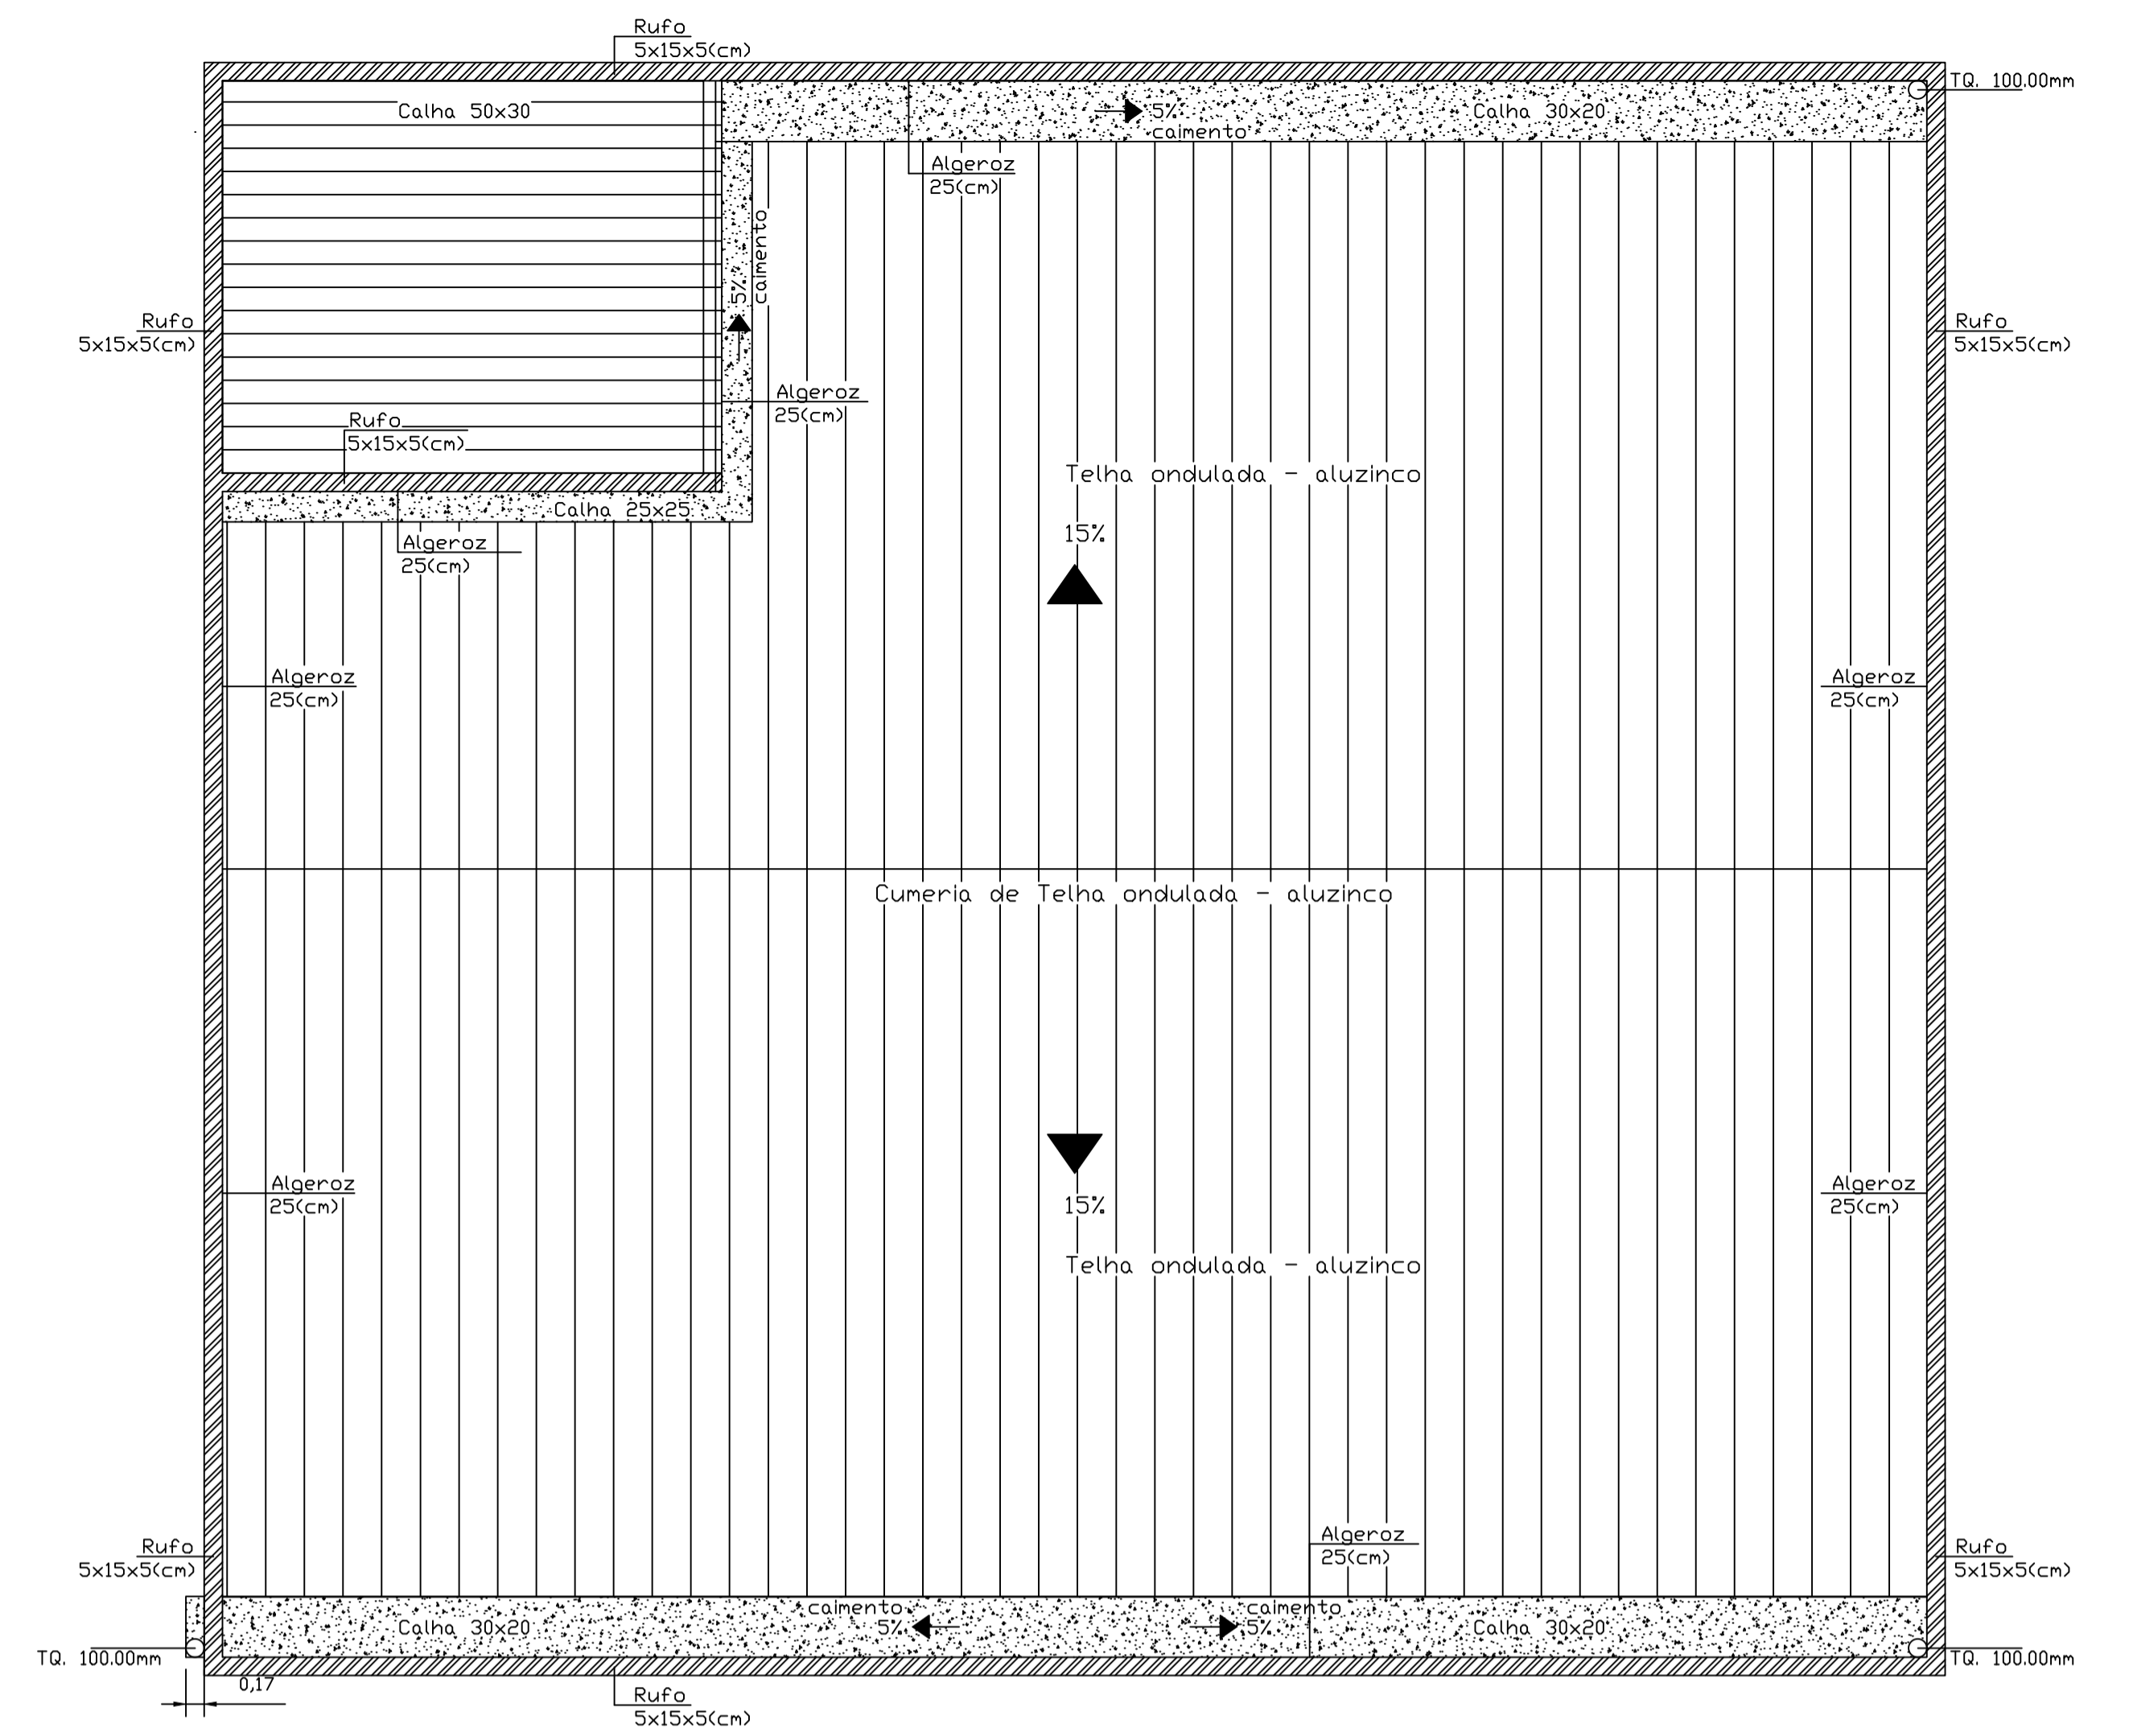 Rufo
5x15x5(cm)
TQ. 100.00mm
Calha 50x30
5%
caimento
Calha 30x20
Algeroz
25(cm)
5%
caimento
Rufo
5x15x5(cm)
Rufo
5x15x5(cm)
Algeroz
25(cm)
Rufo
5x15x5(cm)
Telha ondulada - aluzinco
Calha 25x25
15%
Algeroz
25(cm)
Algeroz
25(cm)
Algeroz
25(cm)
Cumeria de Telha ondulada - aluzinco
Algeroz
25(cm)
Algeroz
25(cm)
15%
Telha ondulada - aluzinco
Algeroz
25(cm)
Rufo
5x15x5(cm)
Rufo
5x15x5(cm)
caimento
5%
caimento
5%
Calha 30x20
Calha 30x20
TQ. 100.00mm
TQ. 100.00mm
0,17
Rufo
5x15x5(cm)